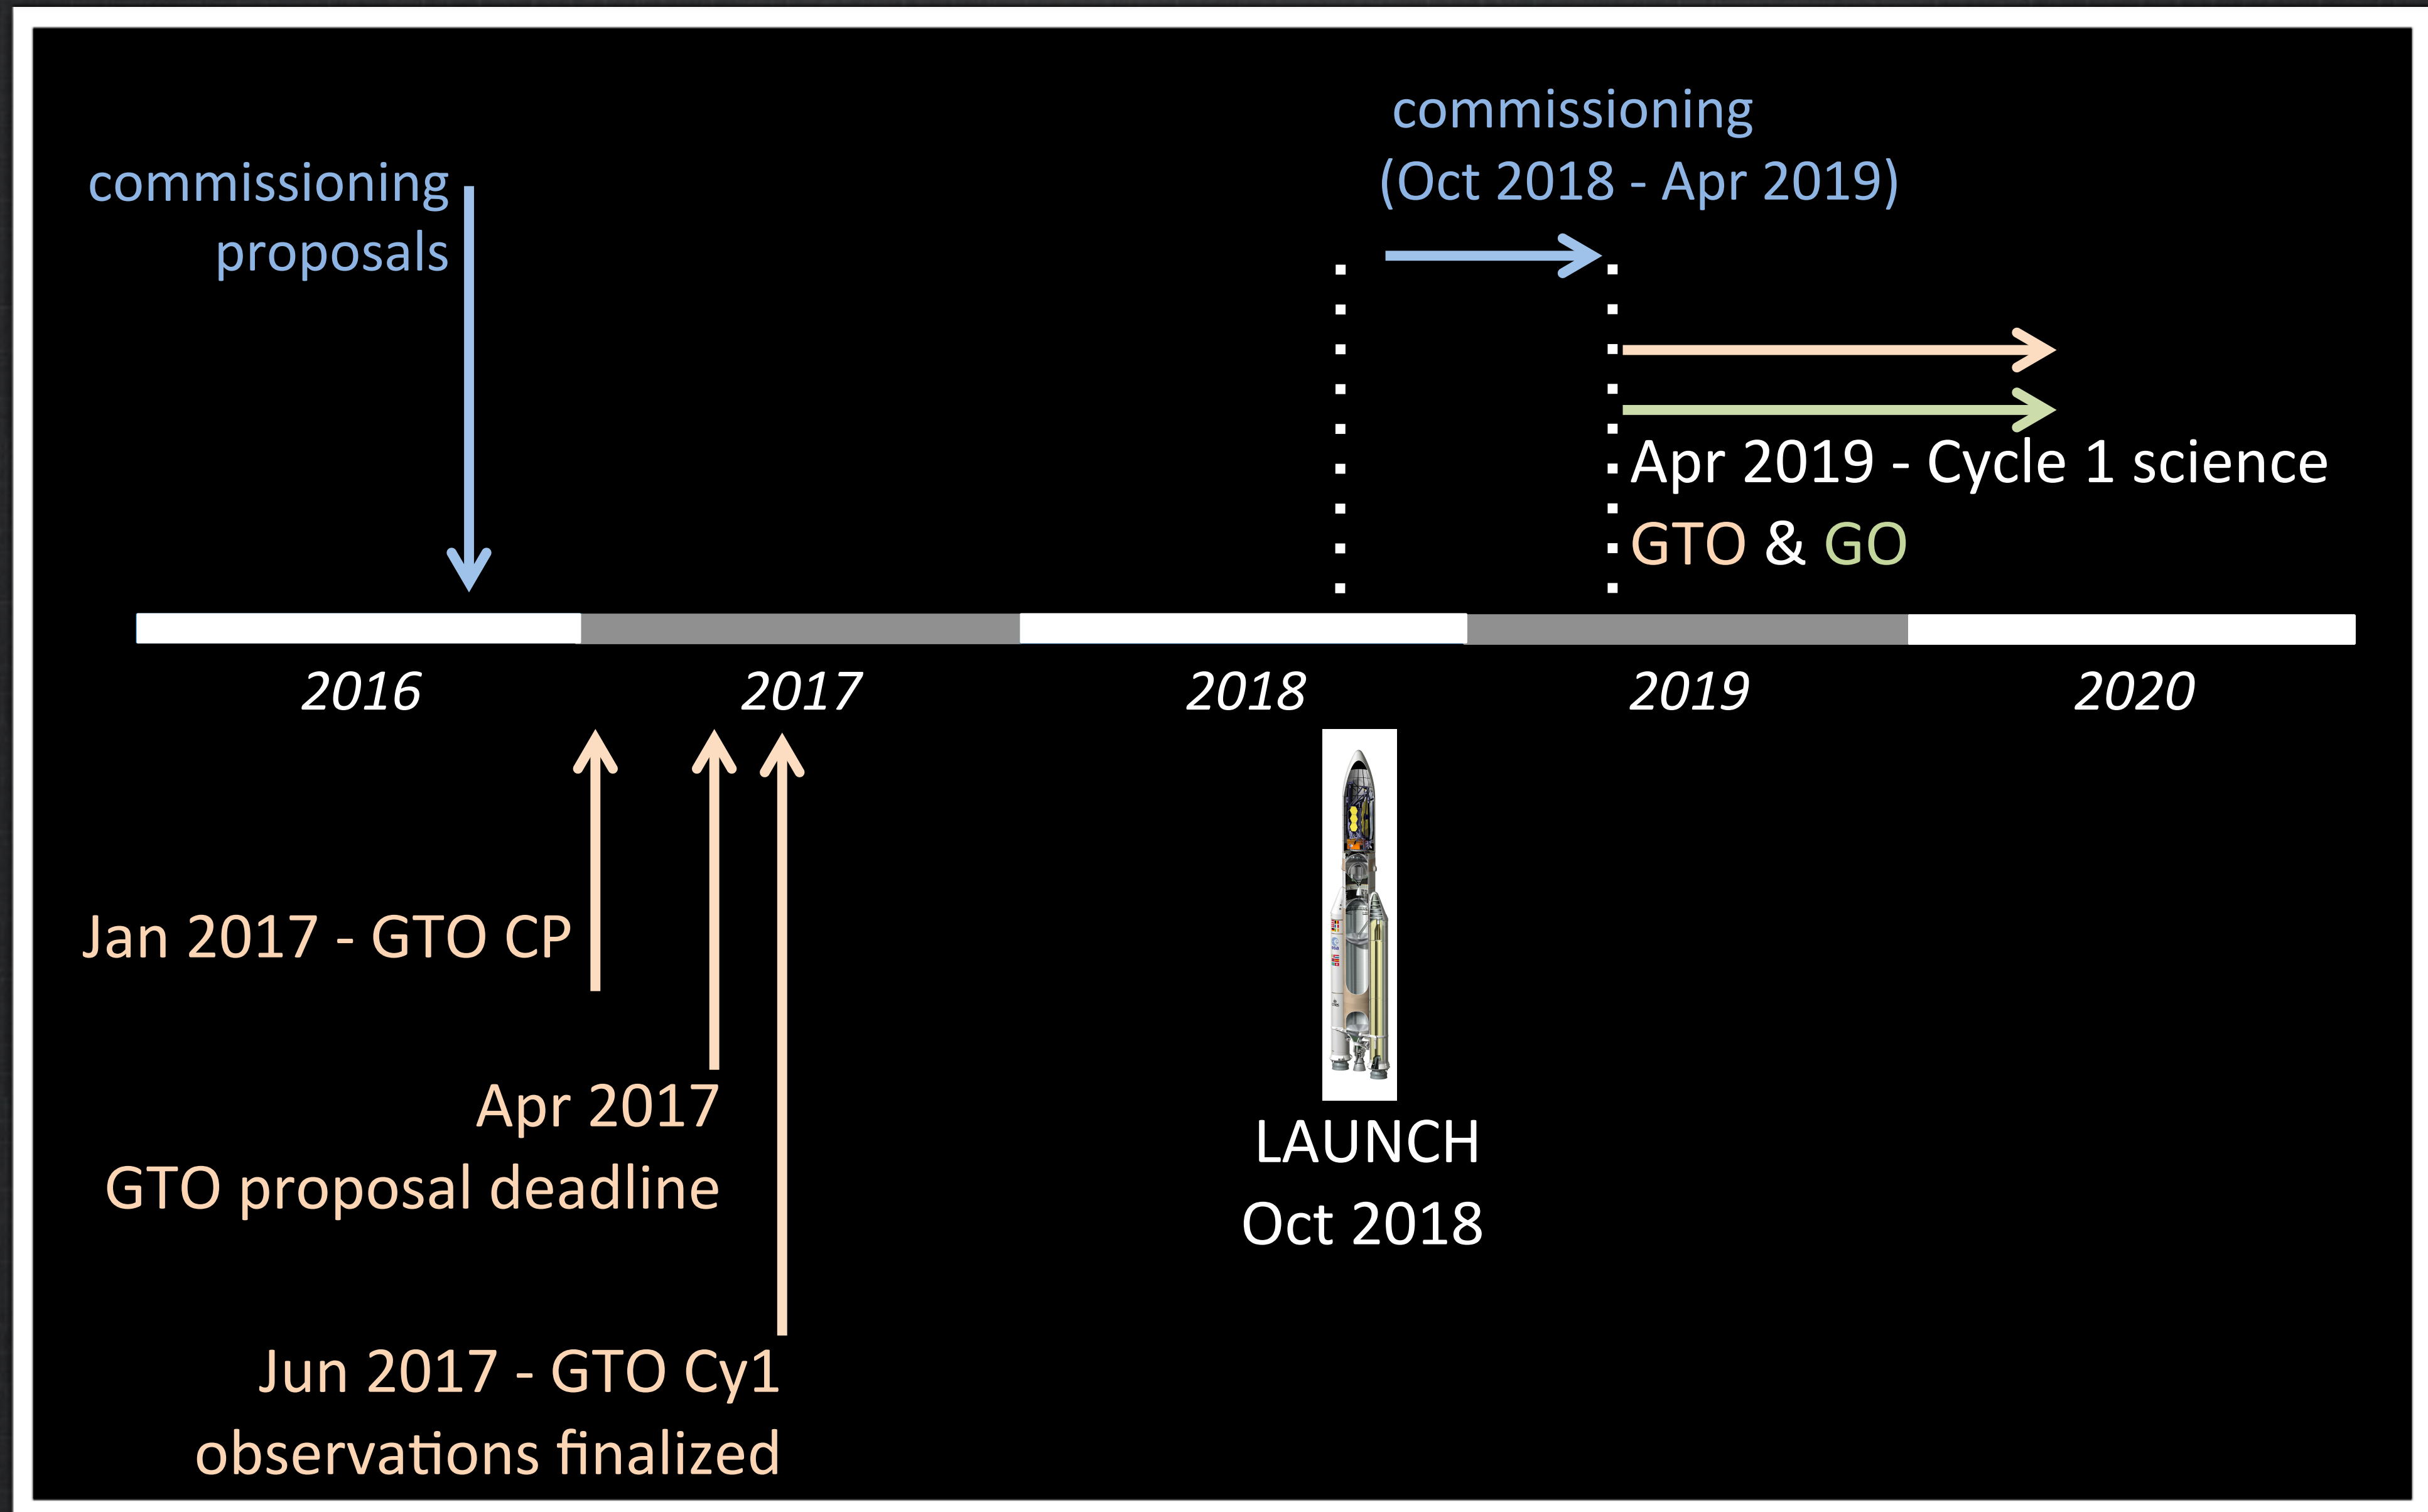 commissioning
proposals
commissioning
(Oct 2018 - Apr 2019)
Apr 2019 - Cycle 1 science
GTO & GO
2016
2017
2018
2019
2020
Jan 2017 - GTO CP
Apr 2017
GTO proposal deadline
Jun 2017 - GTO Cy1
observations finalized
LAUNCH
Oct 2018